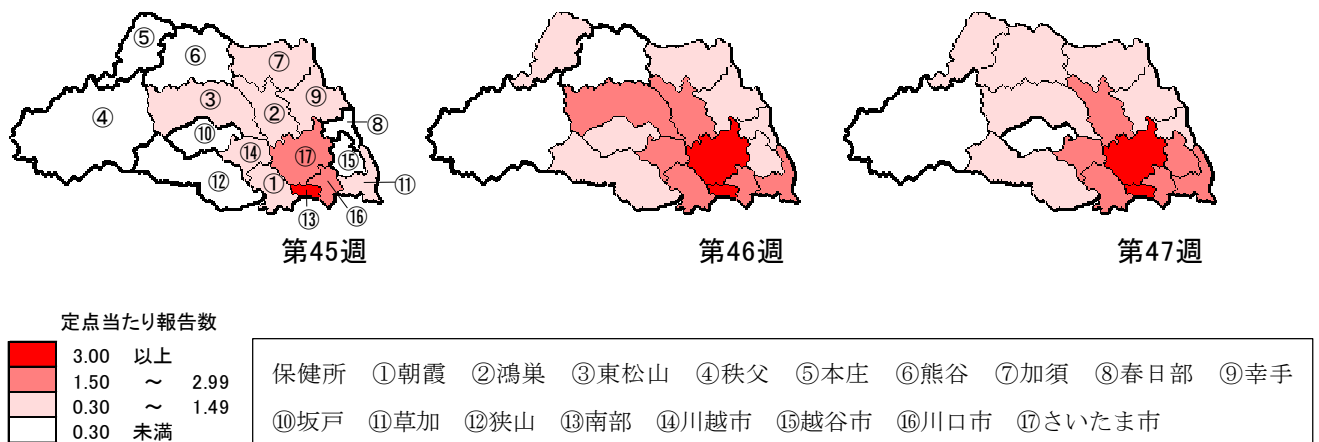 ⑤
⑥
⑦
③
⑨
④
②
⑧
⑩
⑭
⑰
⑮
⑫
①
⑪
⑬
⑯
第45週
第46週
第47週
定点当たり報告数
3.00 以上
1.50 ～ 2.99
0.30 ～ 1.49
0.30 未満
保健所 ①朝霞 ②鴻巣 ③東松山 ④秩父 ⑤本庄 ⑥熊谷 ⑦加須 ⑧春日部 ⑨幸手
⑩坂戸 ⑪草加 ⑫狭山 ⑬南部 ⑭川越市 ⑮越谷市 ⑯川口市 ⑰さいたま市